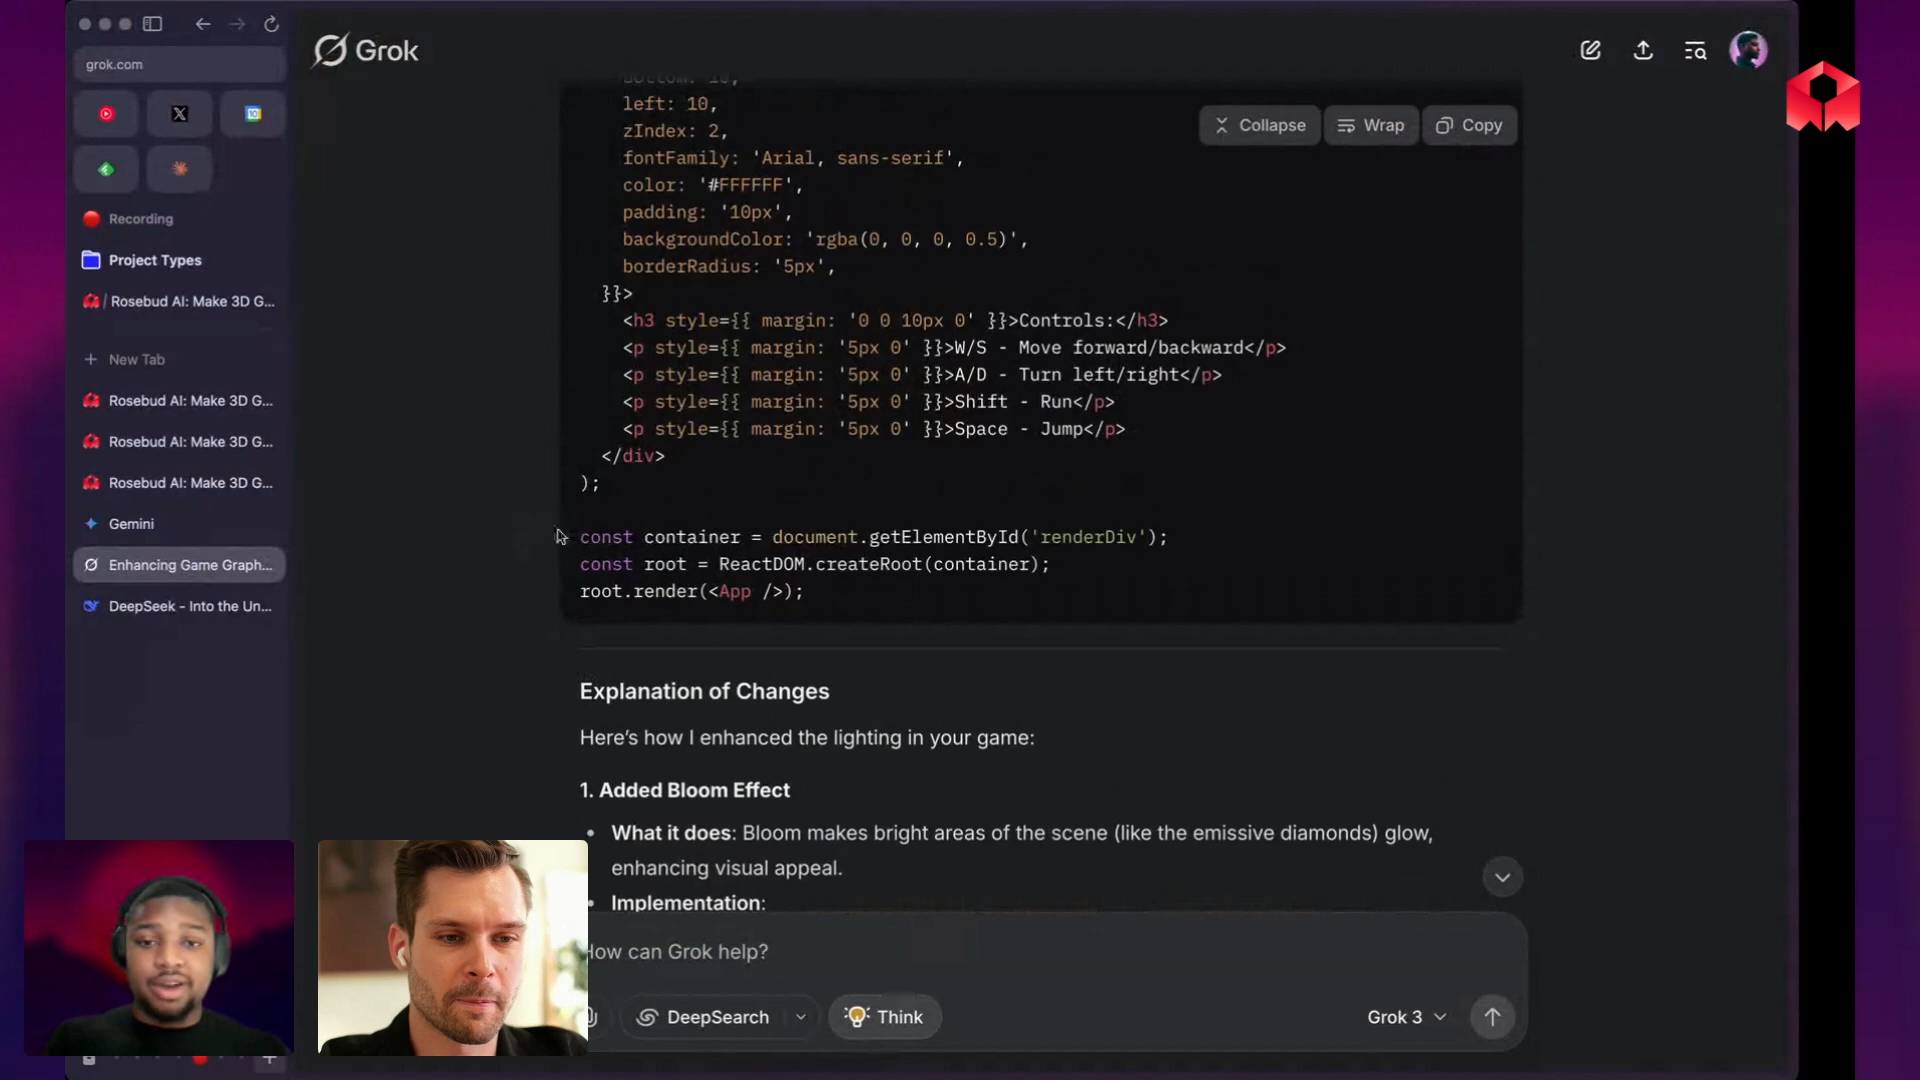 grok.com
Recording
Project Types
/ Rosebud AI: Make 3D G...
New Tab
Rosebud AI: Make 3D G...
Rosebud AI: Make 3D G...
Rosebud AI: Make 3D G...
Gemini
Enhancing Game Graph...
DeepSeek - Into the Un...
Grok
Collapse
Wrap
Copy
left: 10,
zIndex: 2,
fontFamily: 'Arial, sans-serif',
color: '#FFFFFF',
padding: '10px',
backgroundColor: 'rgba(0, 0, 0, 0.5)',
borderRadius: '5px',
}}>
<h3 style={{ margin: '0 0 10px 0' }}>Controls:</h3>
<p style={{ margin: '5px 0' }}>W/S - Move forward/backward</p>
<p style={{ margin: '5px 0' }}>A/D - Turn left/right</p>
<p style={{ margin: '5px 0' }}>Shift - Run</p>
<p style={{ margin: '5px 0' }}>Space - Jump</p>
</div>
);
const container = document.getElementById('renderDiv');
const root = ReactDOM.createRoot(container);
root.render(<App />);
Explanation of Changes
Here's how I enhanced the lighting in your game:
1. Added Bloom Effect
• What it does: Bloom makes bright areas of the scene (like the emissive diamonds) glow,
enhancing visual appeal.
• Implementation:
How can Grok help?
DeepSearch
Think
Grok 3